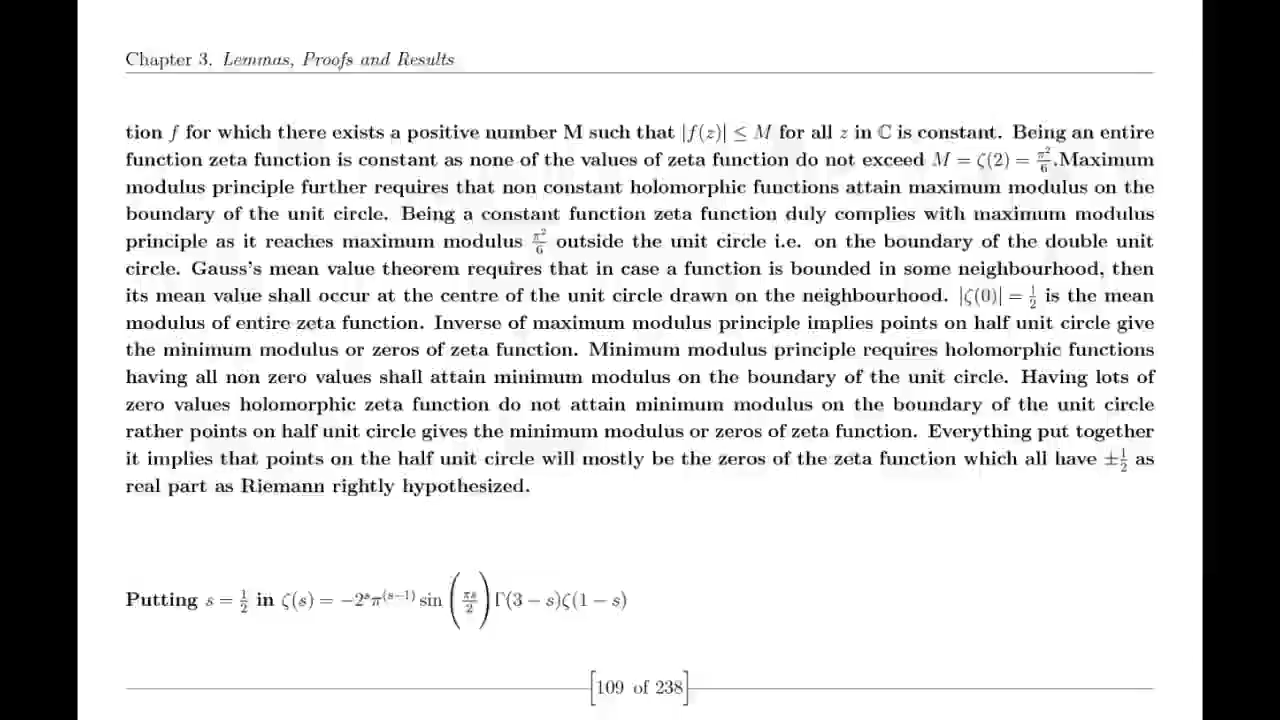 Chapter 3. Lemmas, Proofs and Results
tion f for which there exists a positive number M such that |f(z)| ≤ M for all z in ℂ is constant. Being an entire
function zeta function is constant as none of the values of zeta function do not exceed M = ζ(2) = π²/6.Maximum
modulus principle further requires that non constant holomorphic functions attain maximum modulus on the
boundary of the unit circle. Being a constant function zeta function duly complies with maximum modulus
principle as it reaches maximum modulus π²/6 outside the unit circle i.e. on the boundary of the double unit
circle. Gauss's mean value theorem requires that in case a function is bounded in some neighbourhood, then
its mean value shall occur at the centre of the unit circle drawn on the neighbourhood. |ζ(0)| = 1/2 is the mean
modulus of entire zeta function. Inverse of maximum modulus principle implies points on half unit circle give
the minimum modulus or zeros of zeta function. Minimum modulus principle requires holomorphic functions
having all non zero values shall attain minimum modulus on the boundary of the unit circle. Having lots of
zero values holomorphic zeta function do not attain minimum modulus on the boundary of the unit circle
rather points on half unit circle gives the minimum modulus or zeros of zeta function. Everything put together
it implies that points on the half unit circle will mostly be the zeros of the zeta function which all have ±1/2 as
real part as Riemann rightly hypothesized.
Putting s = 1/2 in ζ(s) = −2ˢπ⁽ˢ⁻¹⁾ sin(πs/2)Γ(3 − s)ζ(1 − s)
[109 of 238]